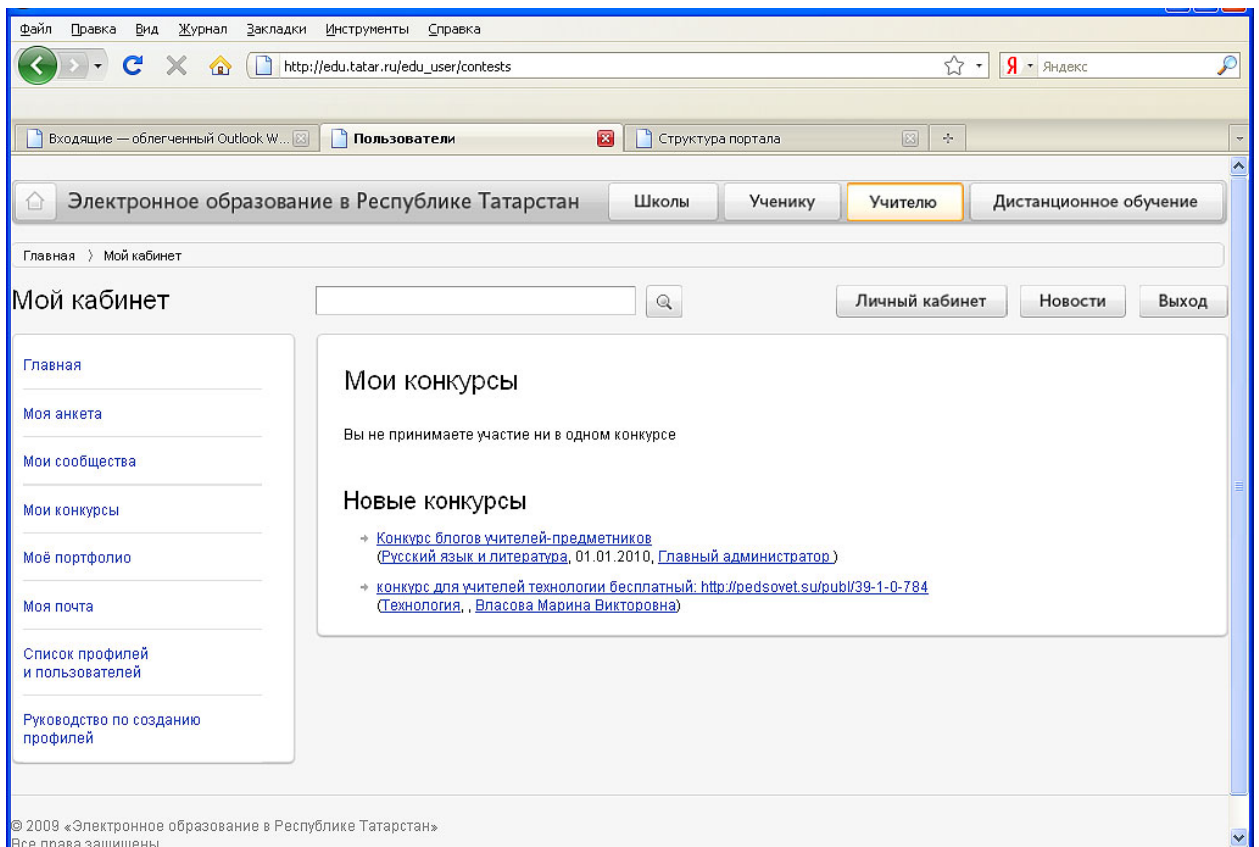 Файл Правка Вид Журнал Закладки Инструменты Справка
http://edu.tatar.ru/edu_user/contests
Я Яндекс
Входящие — облегченный Outlook W... Пользователи Структура портала
Электронное образование в Республике Татарстан Школы Ученику Учителю Дистанционное обучение
Главная 〉 Мой кабинет
Мой кабинет Личный кабинет Новости Выход
Главная
Моя анкета
Мои сообщества
Мои конкурсы
Моё портфолио
Моя почта
Список профилей
и пользователей
Руководство по созданию
профилей
Мои конкурсы
Вы не принимаете участие ни в одном конкурсе
Новые конкурсы
Конкурс блогов учителей-предметников
(Русский язык и литература, 01.01.2010, Главный администратор )
конкурс для учителей технологии бесплатный: http://pedsovet.su/publ/39-1-0-784
(Технология, , Власова Марина Викторовна)
© 2009 «Электронное образование в Республике Татарстан»
Все права защищены